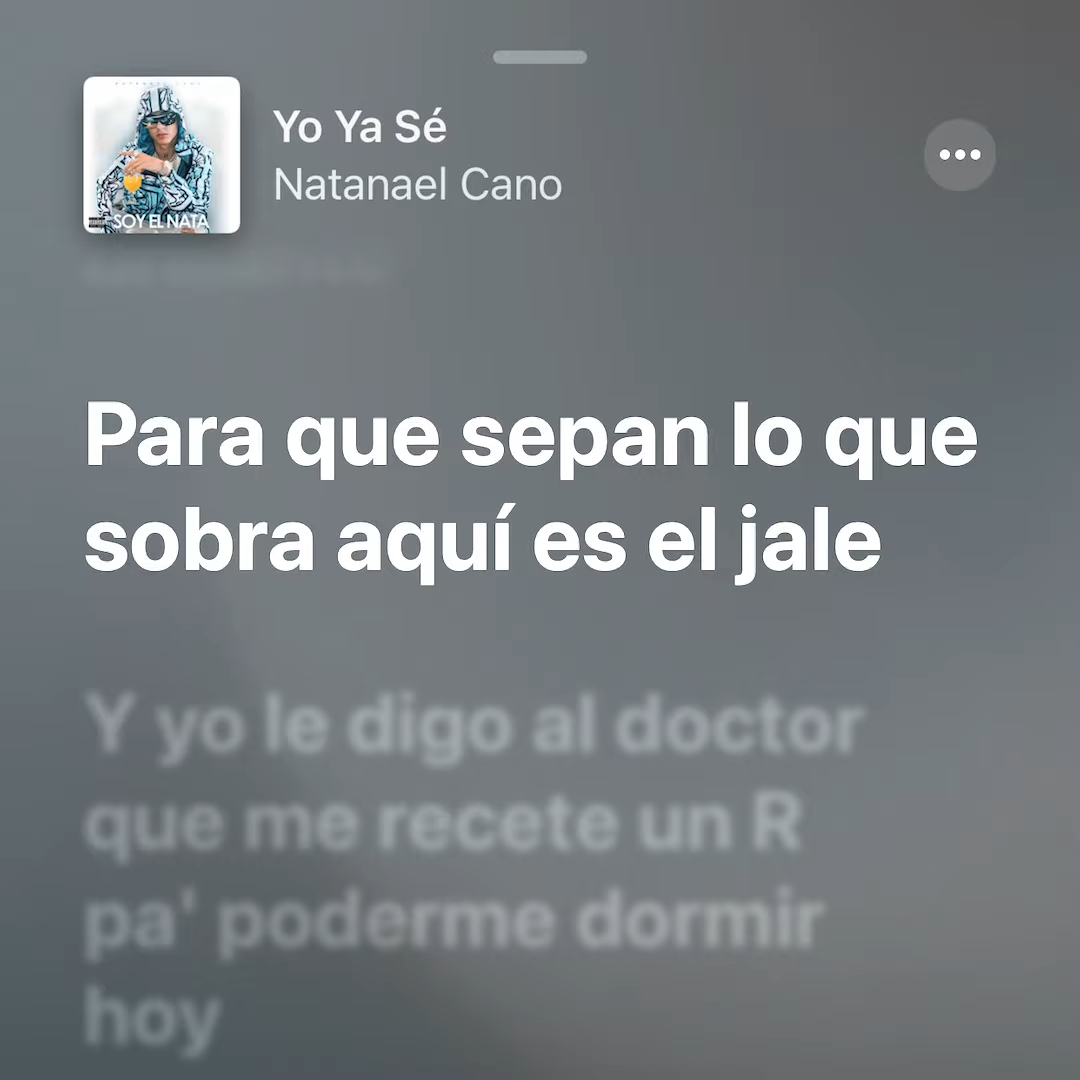 Yo Ya Sé
Natanael Cano
SOY EL NATA
Para que sepan lo que
sobra aquí es el jale
Y yo le digo al doctor
que me recete un R
pa' poderme dormir
hoy